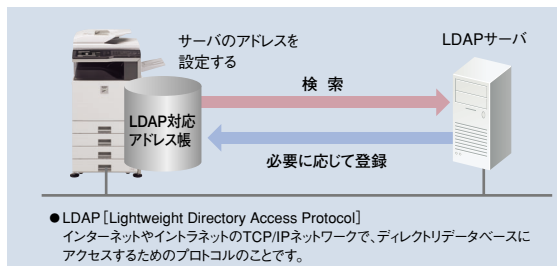 サーバのアドレスを
設定する
LDAPサーバ
検 索
LDAP対応
アドレス帳
必要に応じて登録
●LDAP［Lightweight Directory Access Protocol］
インターネットやイントラネットのTCP/IPネットワークで、ディレクトリデータベースに
アクセスするためのプロトコルのことです。